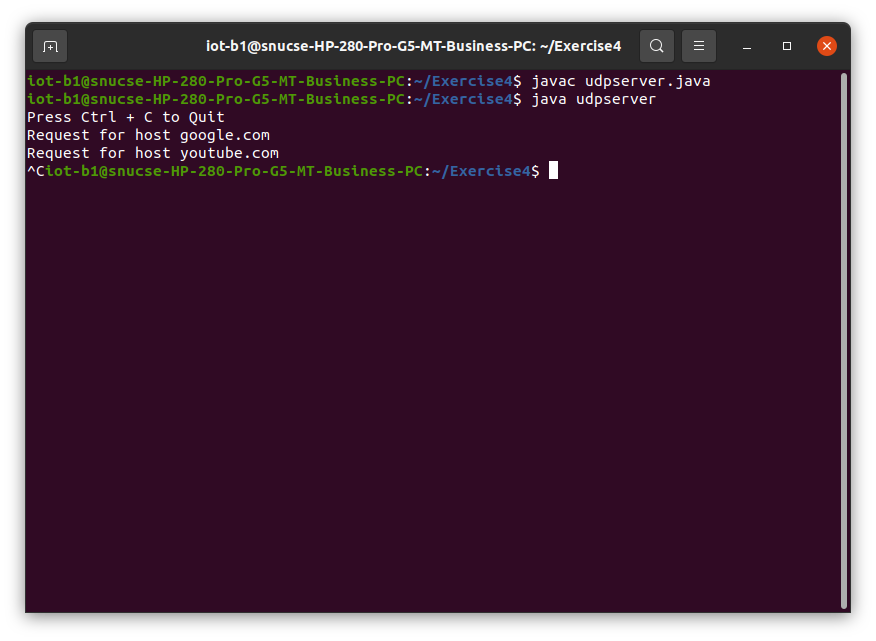 iot-b1@snucse-HP-280-Pro-G5-MT-Business-PC: ~/Exercise4
iot-b1@snucse-HP-280-Pro-G5-MT-Business-PC:~/Exercise4$ javac udpserver.java
iot-b1@snucse-HP-280-Pro-G5-MT-Business-PC:~/Exercise4$ java udpserver
Press Ctrl + C to Quit
Request for host google.com
Request for host youtube.com
^Ciot-b1@snucse-HP-280-Pro-G5-MT-Business-PC:~/Exercise4$